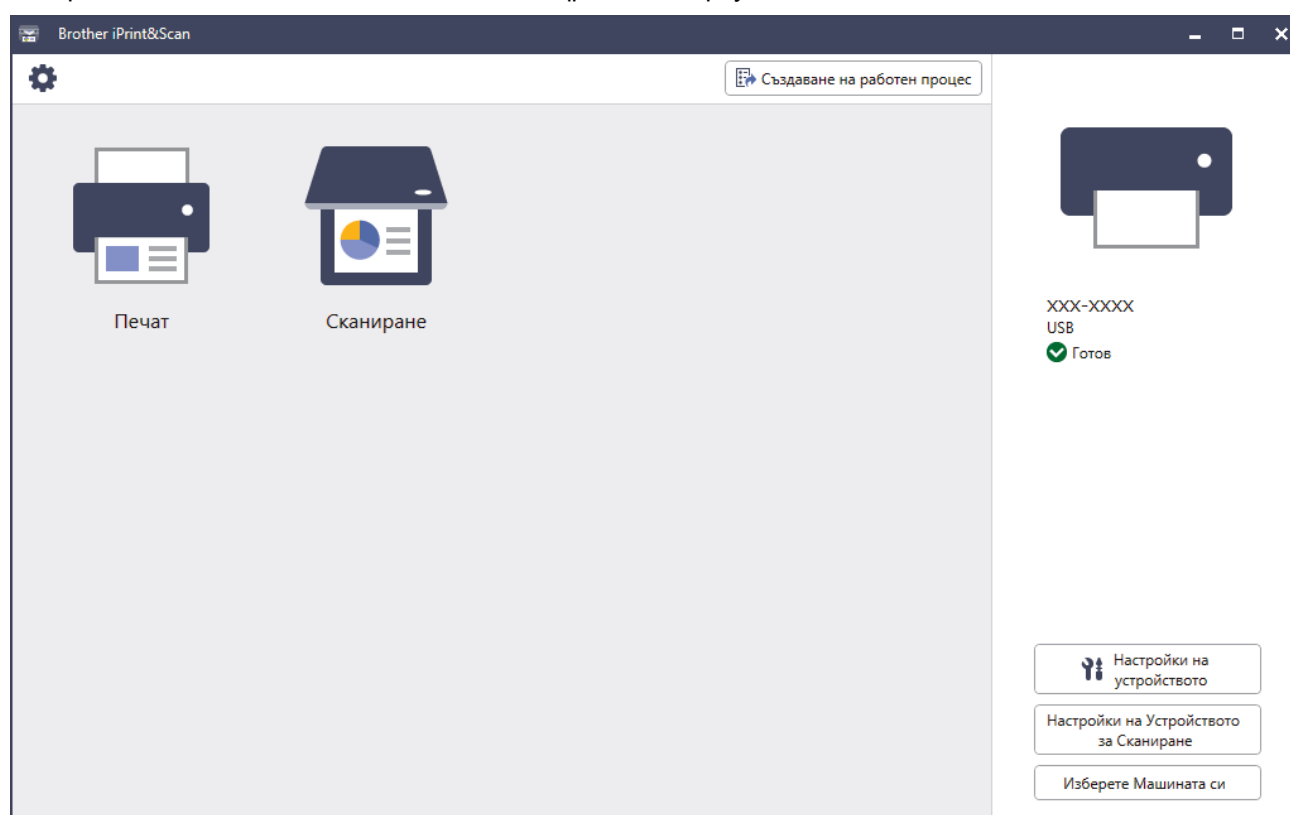 Brother iPrint&Scan
Създаване на работен процес
Печат
Сканиране
XXX-XXXX
USB
Готов
Настройки на
устройството
Настройки на Устройството
за Сканиране
Изберете Машината си